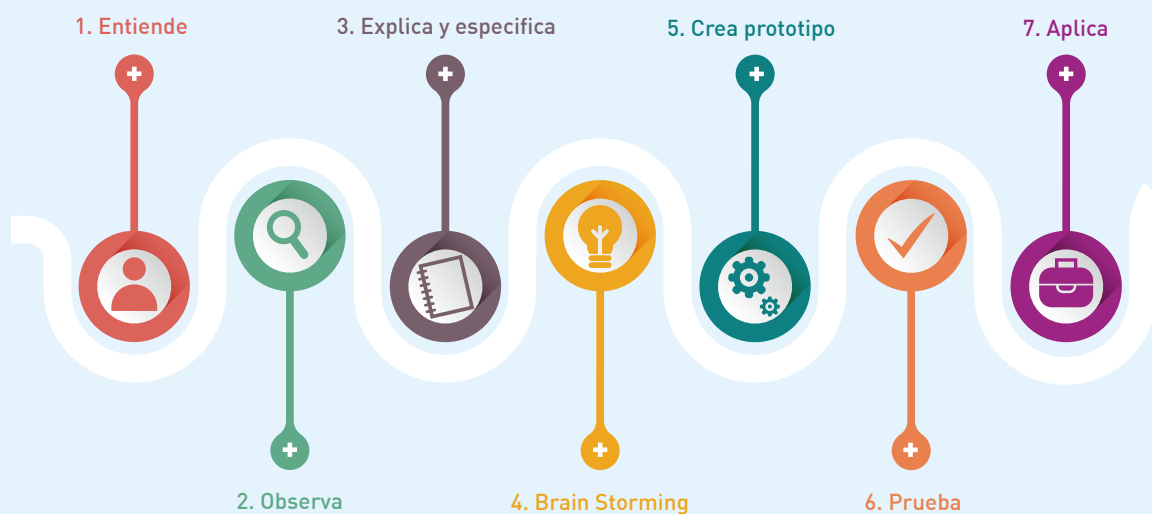 1. Entiende
2. Observa
3. Explica y especifica
4. Brain Storming
5. Crea prototipo
6. Prueba
7. Aplica